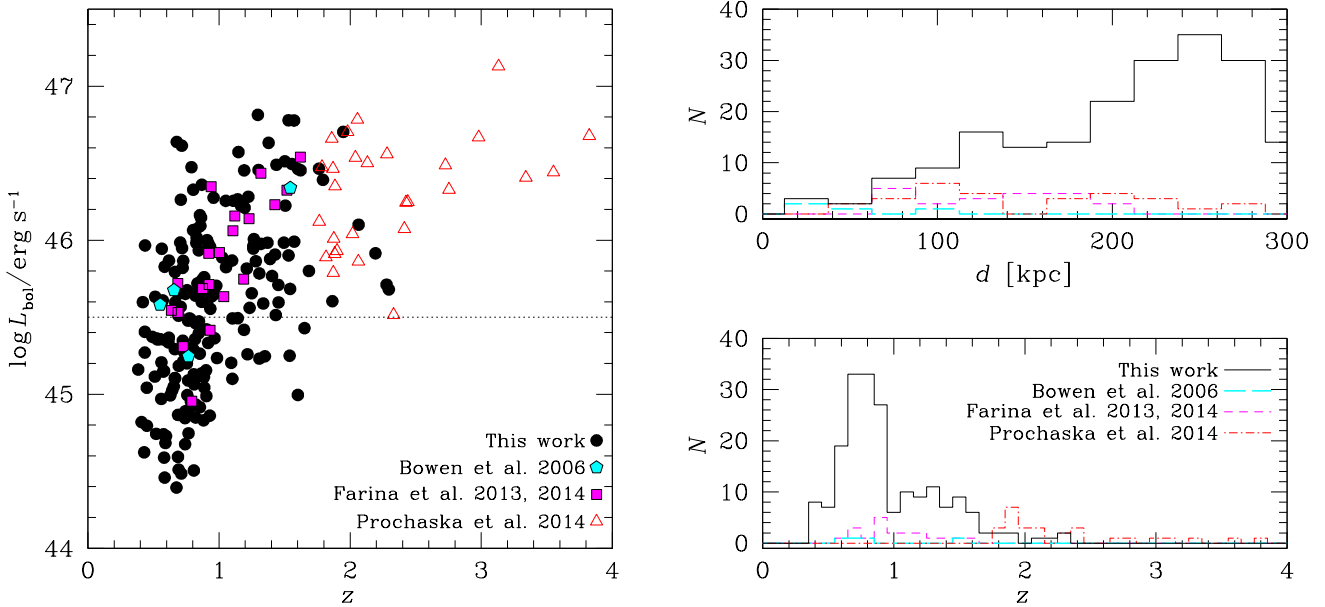 47
46
45
44
log L_bol/erg s⁻¹
0 1 2 3 4
z
This work
Bowen et al. 2006
Farina et al. 2013, 2014
Prochaska et al. 2014
40
30
20
10
0
N
0 100 200 300
d [kpc]
40
30
20
10
0
N
This work
Bowen et al. 2006
Farina et al. 2013, 2014
Prochaska et al. 2014
0 1 2 3 4
z